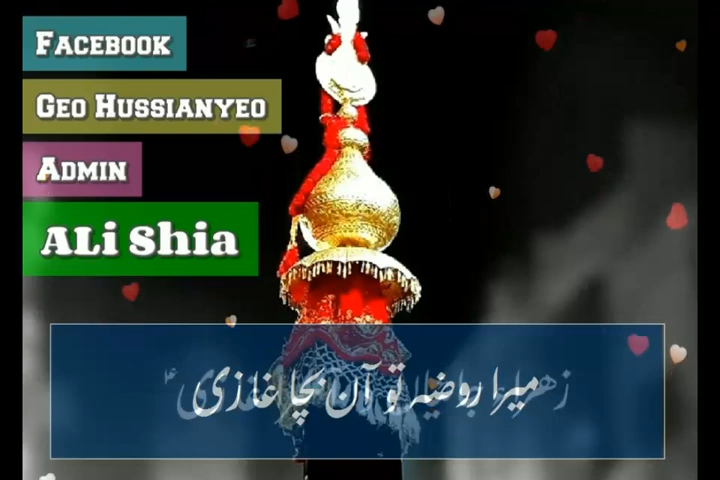 Facebook
Geo Hussianyeo
Admin
ALi Shia
میرا روضہ تو آن بچا غازی